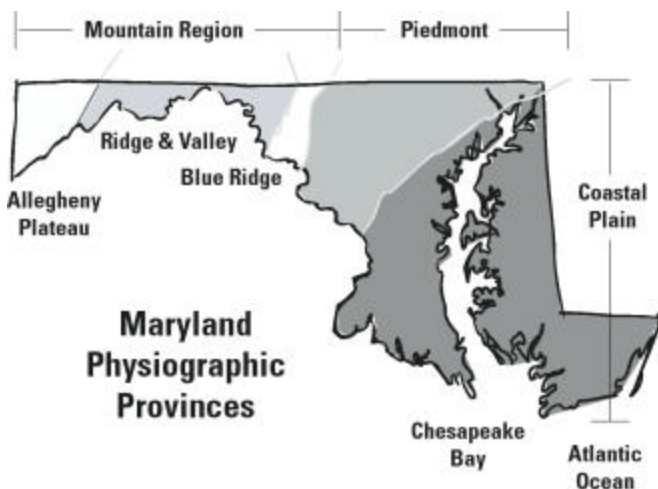 Mountain Region
Piedmont
Ridge & Valley
Blue Ridge
Allegheny
Plateau
Coastal
Plain
Maryland
Physiographic
Provinces
Chesapeake
Bay
Atlantic
Ocean